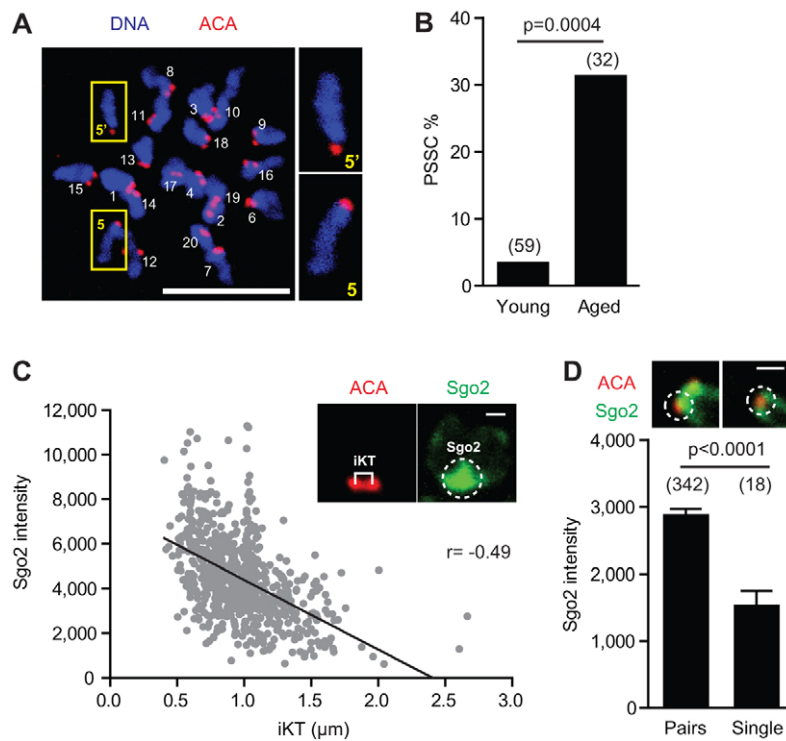 A
DNA
ACA
8
5'
11
3
10
18
9
13
15
1
14
17
4
16
19
2
6
5
12
20
7
5'
5
B
p=0.0004
(32)
(59)
PSSC %
40
30
20
10
0
Young
Aged
C
ACA
Sgo2
iKT
Sgo2
r= -0.49
Sgo2 intensity
12,000
10,000
8,000
6,000
4,000
2,000
0
0.0
0.5
1.0
1.5
2.0
2.5
3.0
iKT (µm)
D
ACA
Sgo2
p<0.0001
(342)
(18)
Sgo2 intensity
4,000
3,000
2,000
1,000
0
Pairs
Single